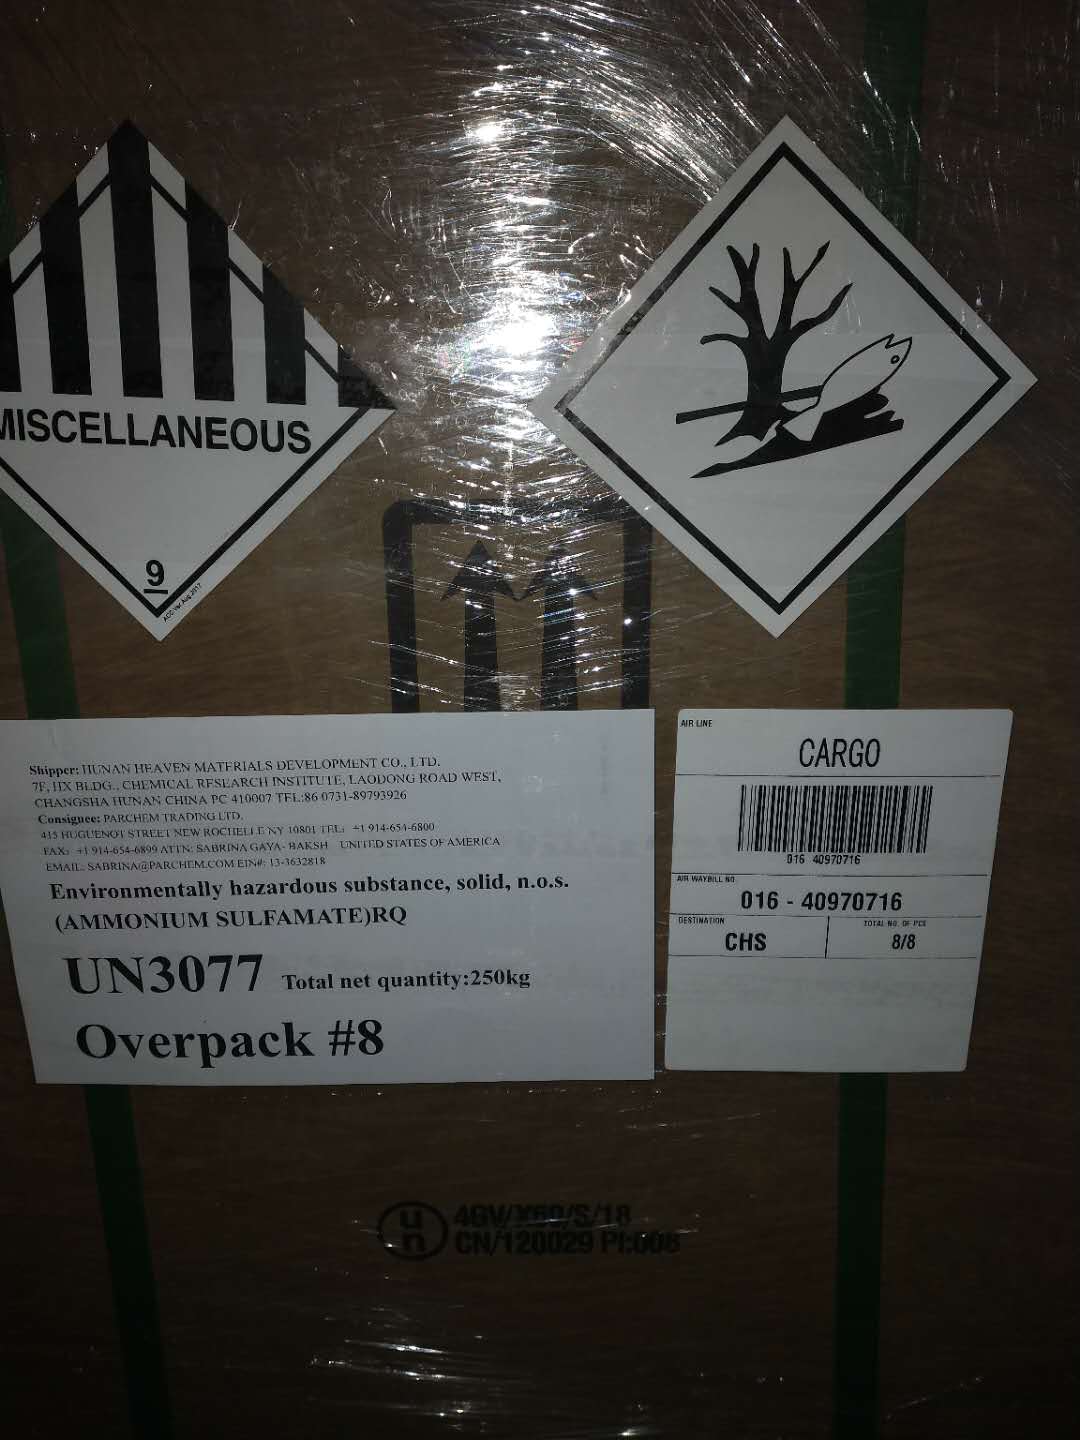 MISCELLANEOUS
9
Shipper: HUNAN HEAVEN MATERIALS DEVELOPMENT CO., LTD.
7F, HX BLDG., CHEMICAL RESEARCH INSTITUTE, LAODONG ROAD WEST,
CHANGSHA HUNAN CHINA PC 410007 TEL:86 0731-89793926
Consignee: PARCHEM TRADING LTD.
415 HUGUENOT STREET NEW ROCHELLE NY 10801 TEL: +1 914-654-6800
FAX: +1 914-654-6899 ATTN: SABRINA GAYA- BAKSH UNITED STATES OF AMERICA
EMAIL: SABRINA@PARCHEM.COM EIN#: 13-3632818
Environmentally hazardous substance, solid, n.o.s.
(AMMONIUM SULFAMATE)RQ
UN3077 Total net quantity:250kg
Overpack #8
AIR LINE
CARGO
016 40970716
AIR WAYBILL NO.
016 - 40970716
DESTINATION
CHS
TOTAL NO. OF PCE
8/8
un
4GV/X60/S/18
CN/120029 PI:008